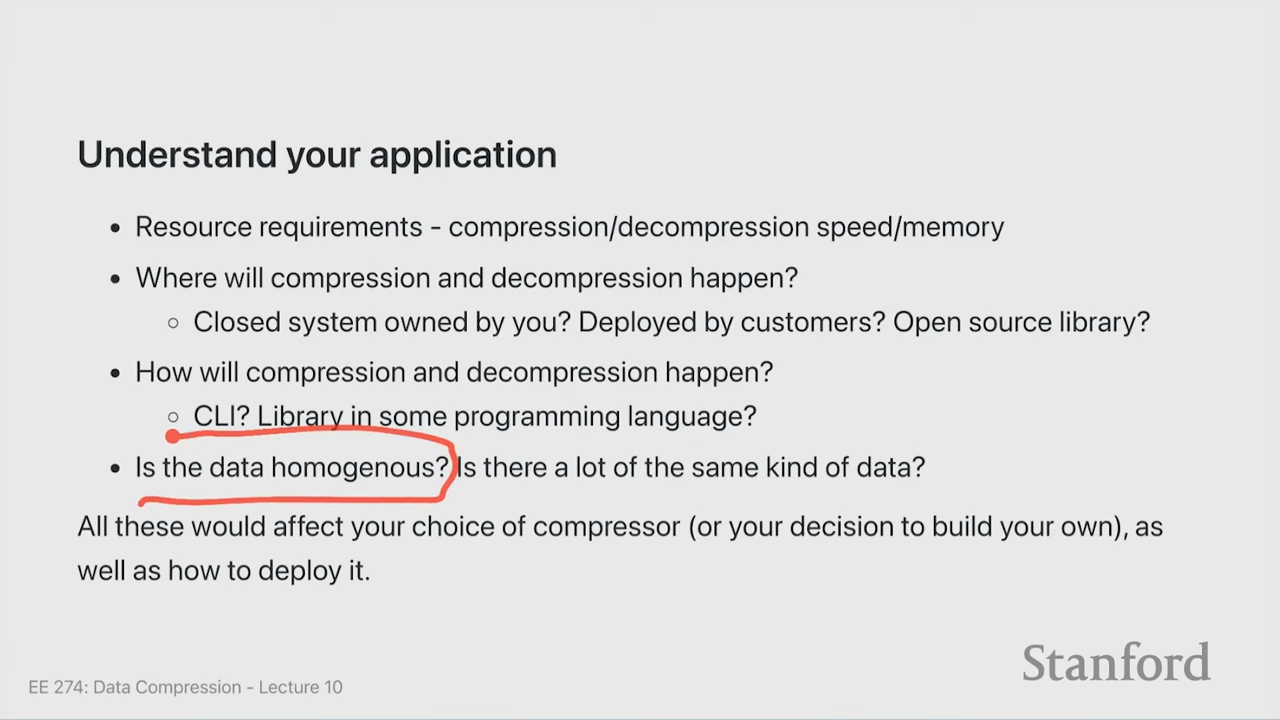 Understand your application
• Resource requirements - compression/decompression speed/memory
• Where will compression and decompression happen?
○ Closed system owned by you? Deployed by customers? Open source library?
• How will compression and decompression happen?
○ CLI? Library in some programming language?
• Is the data homogenous? Is there a lot of the same kind of data?
All these would affect your choice of compressor (or your decision to build your own), as
well as how to deploy it.
Stanford
EE 274: Data Compression - Lecture 10